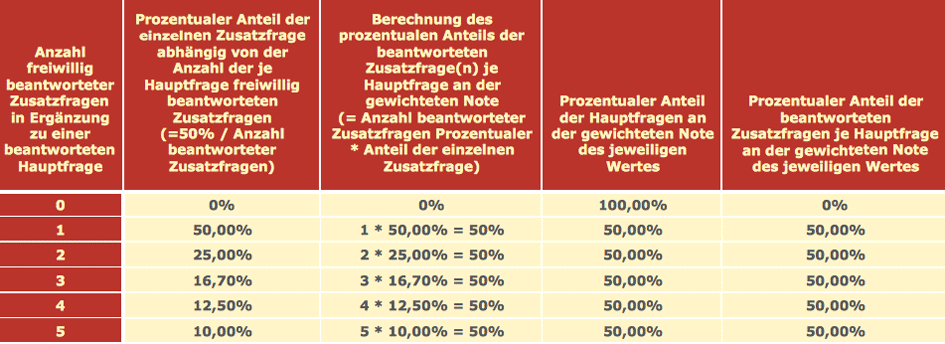 Anzahl
freiwillig
beantworteter
Zusatzfragen
in Ergänzung
zu einer
beantworteten
Hauptfrage
Prozentualer Anteil der
einzelnen Zusatzfrage
abhängig von der
Anzahl der je
Hauptfrage freiwillig
beantworteten
Zusatzfragen
(=50% / Anzahl
beantworteter
Zusatzfragen)
Berechnung des
prozentualen Anteils der
beantworteten
Zusatzfrage(n) je
Hauptfrage an der
gewichteten Note
(= Anzahl beantworteter
Zusatzfragen Prozentualer
* Anteil der einzelnen
Zusatzfrage)
Prozentualer Anteil
der Hauptfragen an
der gewichteten Note
des jeweiligen
Wertes
Prozentualer Anteil der
beantworteten
Zusatzfragen je Hauptfrage
an der gewichteten Note
des jeweiligen Wertes
0 0% 0% 100,00% 0%
1 50,00% 1 * 50,00% = 50% 50,00% 50,00%
2 25,00% 2 * 25,00% = 50% 50,00% 50,00%
3 16,70% 3 * 16,70% = 50% 50,00% 50,00%
4 12,50% 4 * 12,50% = 50% 50,00% 50,00%
5 10,00% 5 * 10,00% = 50% 50,00% 50,00%